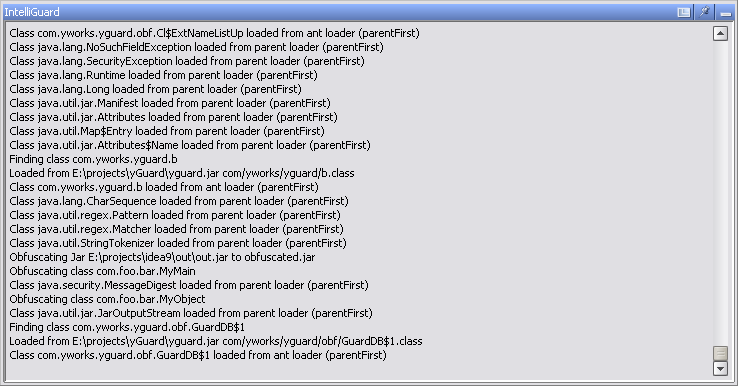 IntelliGuard
Class com.yworks.yguard.obf.Cl$ExtNameListUp loaded from ant loader (parentFirst)
Class java.lang.NoSuchFieldException loaded from parent loader (parentFirst)
Class java.lang.SecurityException loaded from parent loader (parentFirst)
Class java.lang.Runtime loaded from parent loader (parentFirst)
Class java.lang.Long loaded from parent loader (parentFirst)
Class java.util.jar.Manifest loaded from parent loader (parentFirst)
Class java.util.jar.Attributes loaded from parent loader (parentFirst)
Class java.util.Map$Entry loaded from parent loader (parentFirst)
Class java.util.jar.Attributes$Name loaded from parent loader (parentFirst)
Finding class com.yworks.yguard.b
Loaded from E:\projects\yGuard\yguard.jar com/yworks/yguard/b.class
Class com.yworks.yguard.b loaded from ant loader (parentFirst)
Class java.lang.CharSequence loaded from parent loader (parentFirst)
Class java.util.regex.Pattern loaded from parent loader (parentFirst)
Class java.util.regex.Matcher loaded from parent loader (parentFirst)
Class java.util.StringTokenizer loaded from parent loader (parentFirst)
Obfuscating Jar E:\projects\idea9\out\out.jar to obfuscated.jar
Obfuscating class com.foo.bar.MyMain
Class java.security.MessageDigest loaded from parent loader (parentFirst)
Obfuscating class com.foo.bar.MyObject
Class java.util.jar.JarOutputStream loaded from parent loader (parentFirst)
Finding class com.yworks.yguard.obf.GuardDB$1
Loaded from E:\projects\yGuard\yguard.jar com/yworks/yguard/obf/GuardDB$1.class
Class com.yworks.yguard.obf.GuardDB$1 loaded from ant loader (parentFirst)